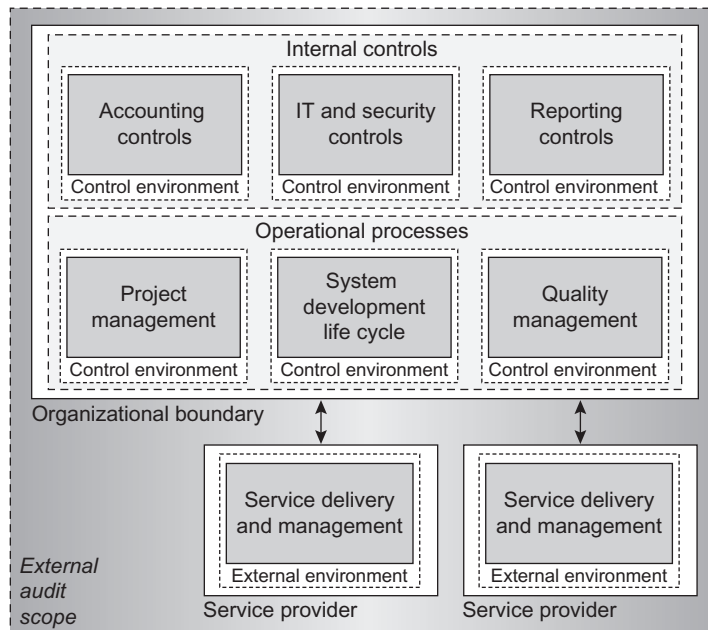 Internal controls
Accounting
controls
Control environment
IT and security
controls
Control environment
Reporting
controls
Control environment
Operational processes
Project
management
Control environment
System
development
life cycle
Control environment
Quality
management
Control environment
Organizational boundary
Service delivery
and management
External environment
Service provider
Service delivery
and management
External environment
Service provider
External
audit
scope